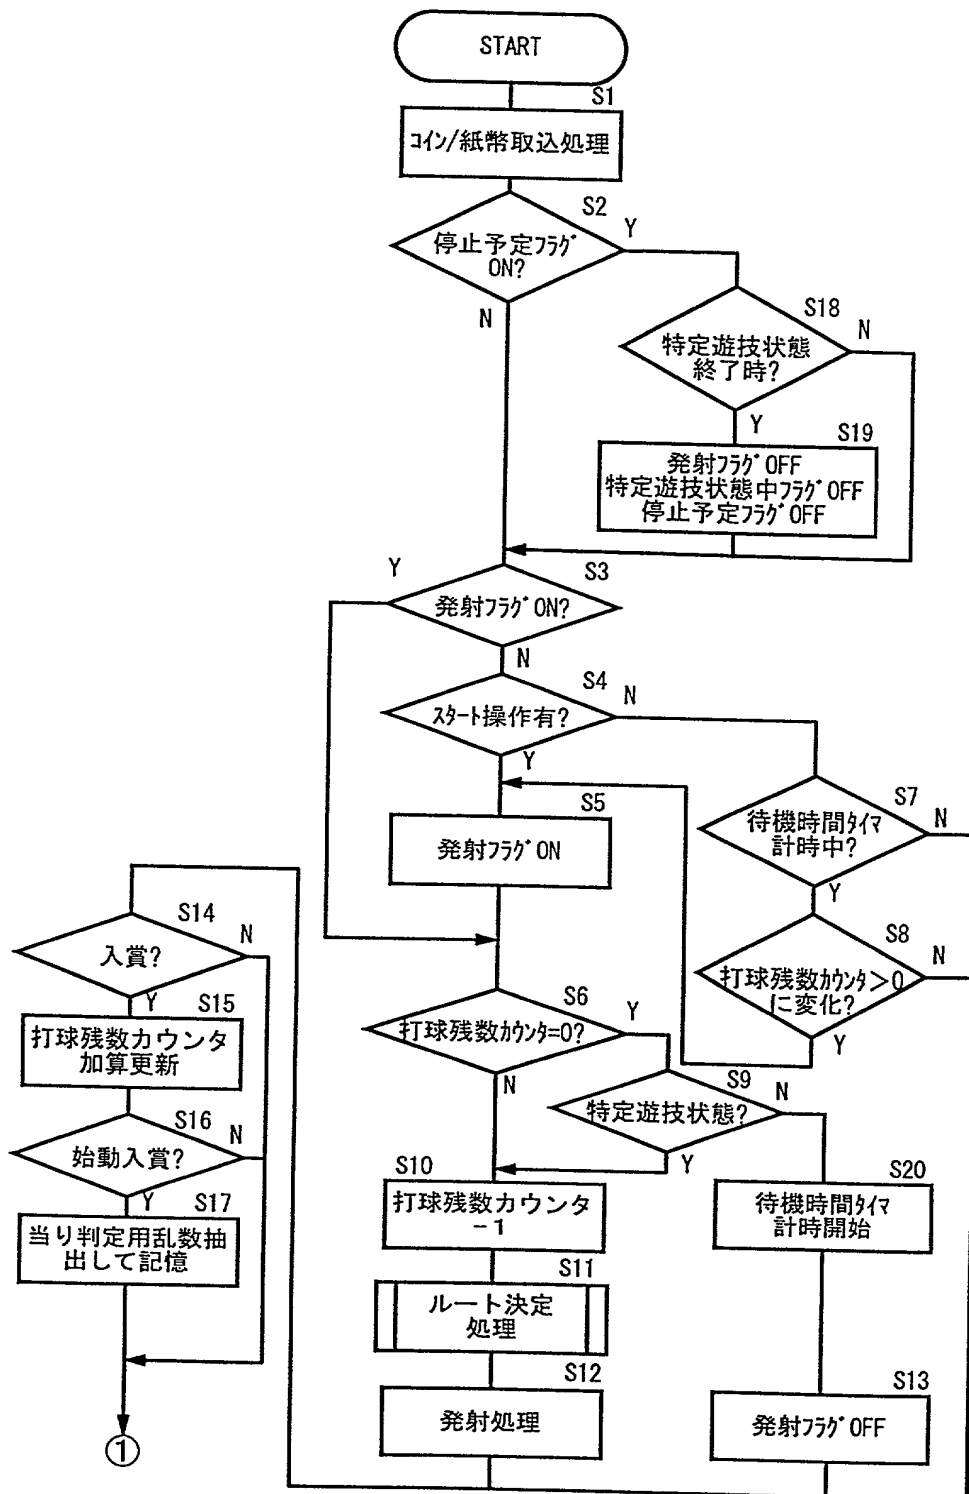 START
S1
コイン/紙幣取込処理
S2
停止予定フラグ
ON?
Y
N
S18
特定遊技状態
終了時?
N
Y
S19
発射フラグOFF
特定遊技状態中フラグOFF
停止予定フラグOFF
S3
発射フラグON?
Y
N
S4
スタート操作有?
N
Y
S5
発射フラグON
S7
待機時間タイマ
計時中?
N
Y
S8
打球残数カウンタ>0
に変化?
N
Y
S6
打球残数カウンタ=0?
Y
N
S9
特定遊技状態?
N
Y
S10
打球残数カウンタ
-1
S11
ルート決定
処理
S12
発射処理
S20
待機時間タイマ
計時開始
S13
発射フラグOFF
S14
入賞?
N
Y
S15
打球残数カウンタ
加算更新
S16
始動入賞?
N
Y
S17
当り判定用乱数抽
出して記憶
①